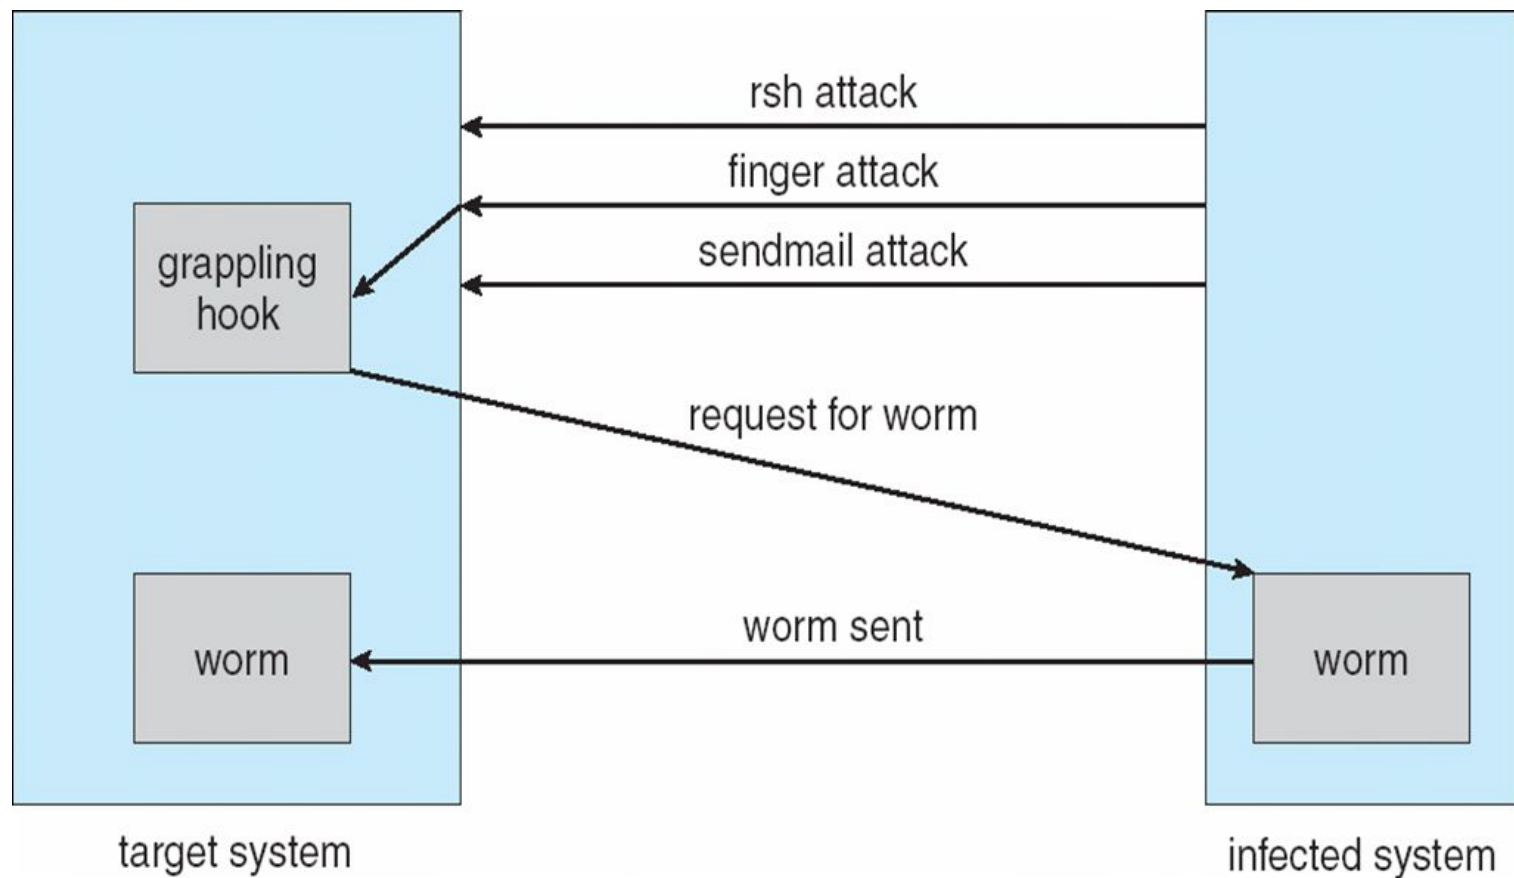 rsh attack
finger attack
sendmail attack
grappling
hook
request for worm
worm sent
worm
worm
target system
infected system